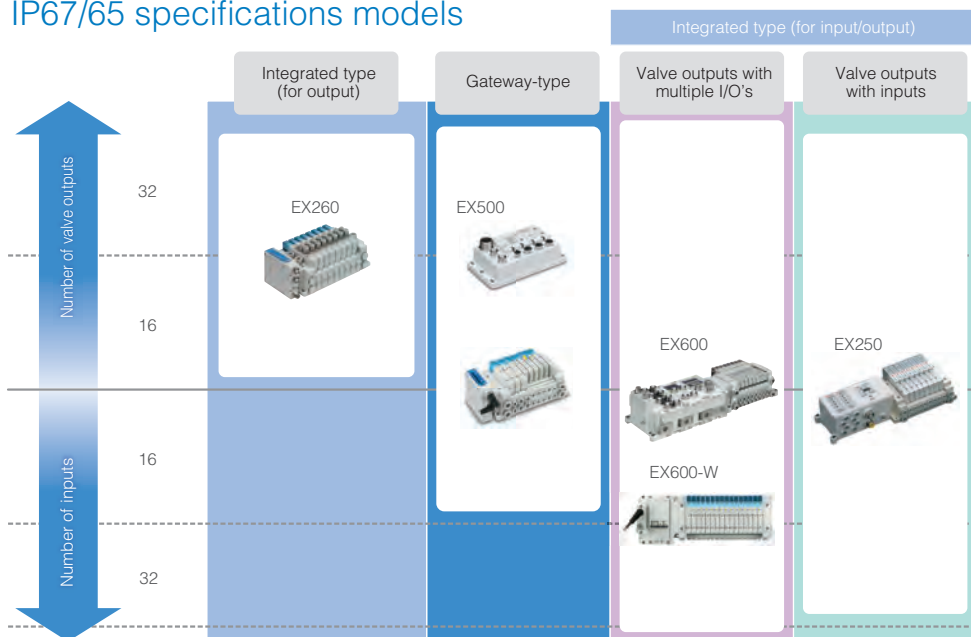 IP67/65 specifications models
Integrated type (for input/output)
Integrated type
(for output)
Gateway-type
Valve outputs with
multiple I/O's
Valve outputs
with inputs
Number of valve outputs
32
16
Number of inputs
16
32
EX260
EX500
EX600
EX600-W
EX250